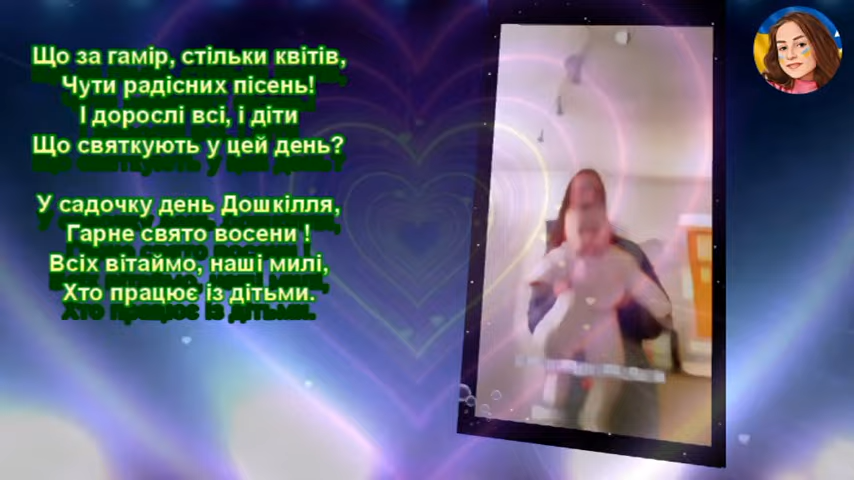 Що за гамір, стільки квітів,
Чути радісних пісень!
І дорослі всі, і діти
Що святкують у цей день?
У садочку день Дошкілля,
Гарне свято восени !
Всіх вітаймо, наші милі,
Хто працює із дітьми.